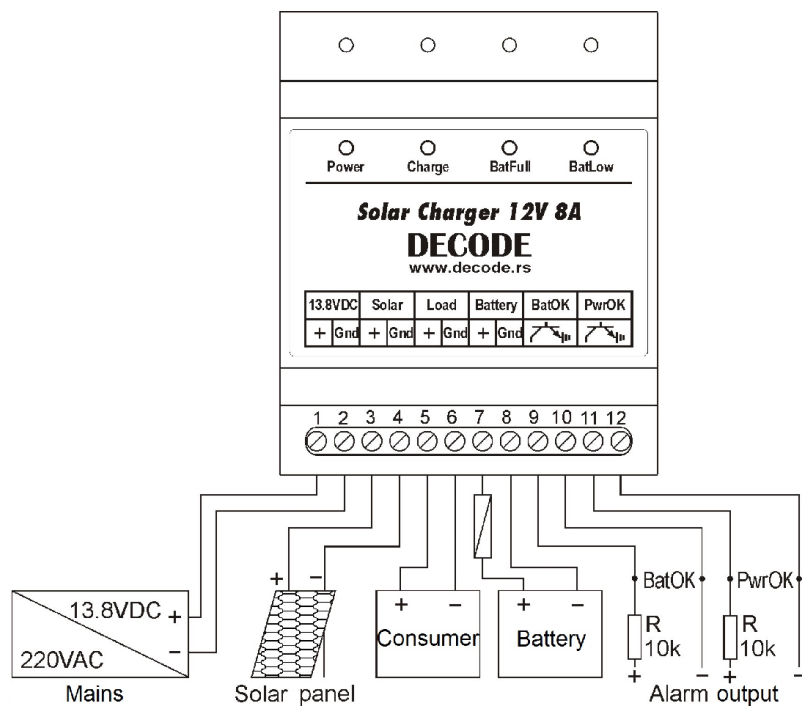 Power Charge BatFull BatLow
Solar Charger 12V 8A
DECODE
www.decode.rs
13.8VDC Solar Load Battery BatOK PwrOK
+ Gnd + Gnd + Gnd + Gnd
1 2 3 4 5 6 7 8 9 10 11 12
+ −
BatOK PwrOK
13.8VDC +
+ − + −
220VAC −
Consumer Battery
R 10k R 10k
+ − + −
Mains Solar panel Alarm output